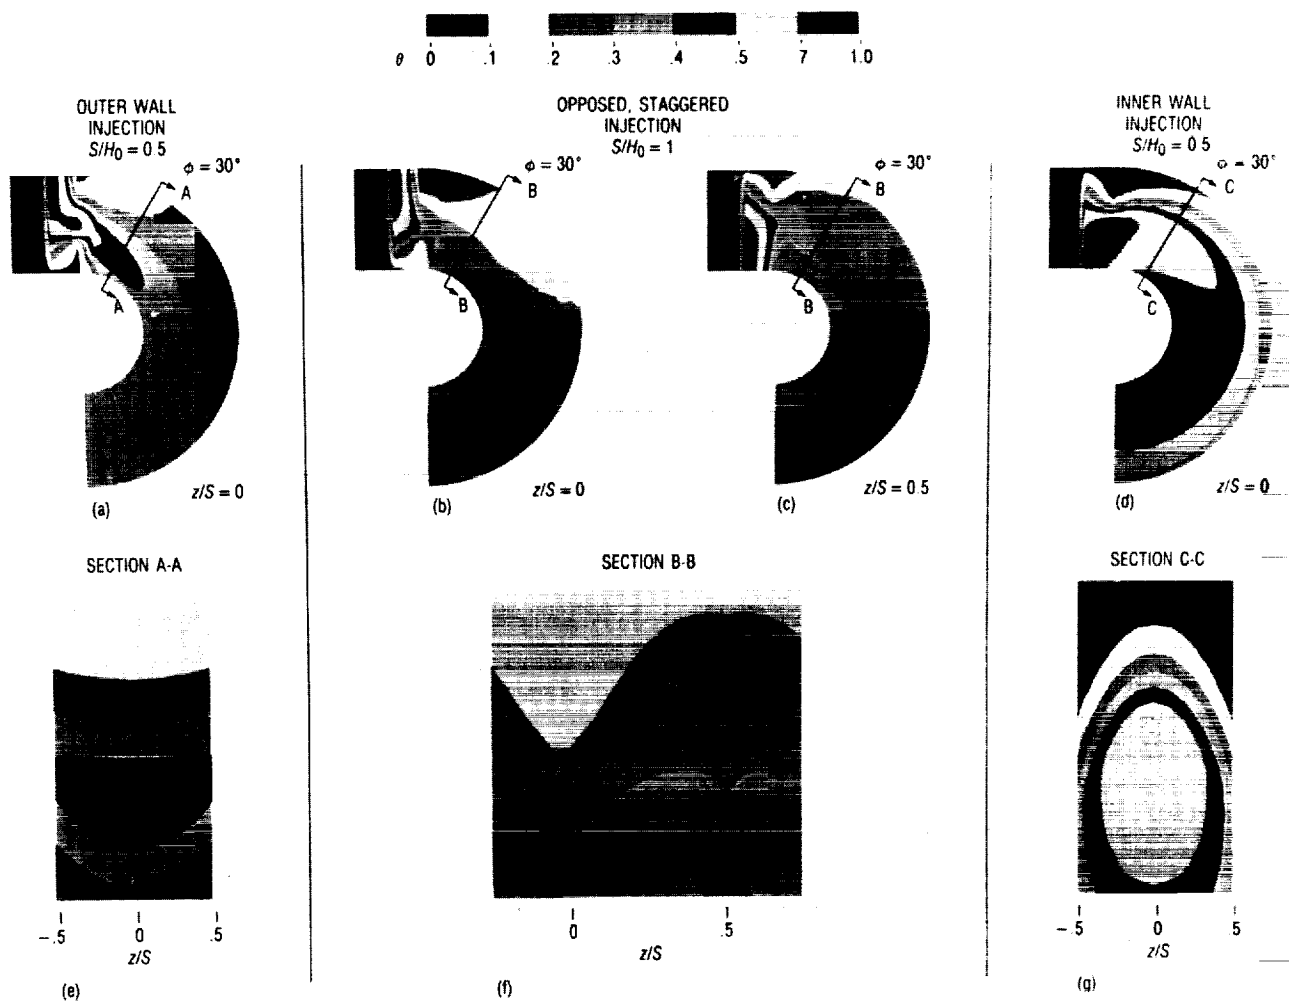 θ 0 .1 .2 .3 .4 .5 7 1.0
OUTER WALL
INJECTION
S/H₀ = 0.5
OPPOSED, STAGGERED
INJECTION
S/H₀ = 1
INNER WALL
INJECTION
S/H₀ = 0.5
ϕ = 30°
A
A
z/S = 0
(a)
ϕ = 30°
B
B
z/S = 0
(b)
ϕ = 30°
B
B
z/S = 0.5
(c)
ϕ = 30°
C
C
z/S = 0
(d)
SECTION A-A
SECTION B-B
SECTION C-C
-.5 0 .5
z/S
(e)
0 .5
z/S
(f)
-.5 0 .5
z/S
(g)